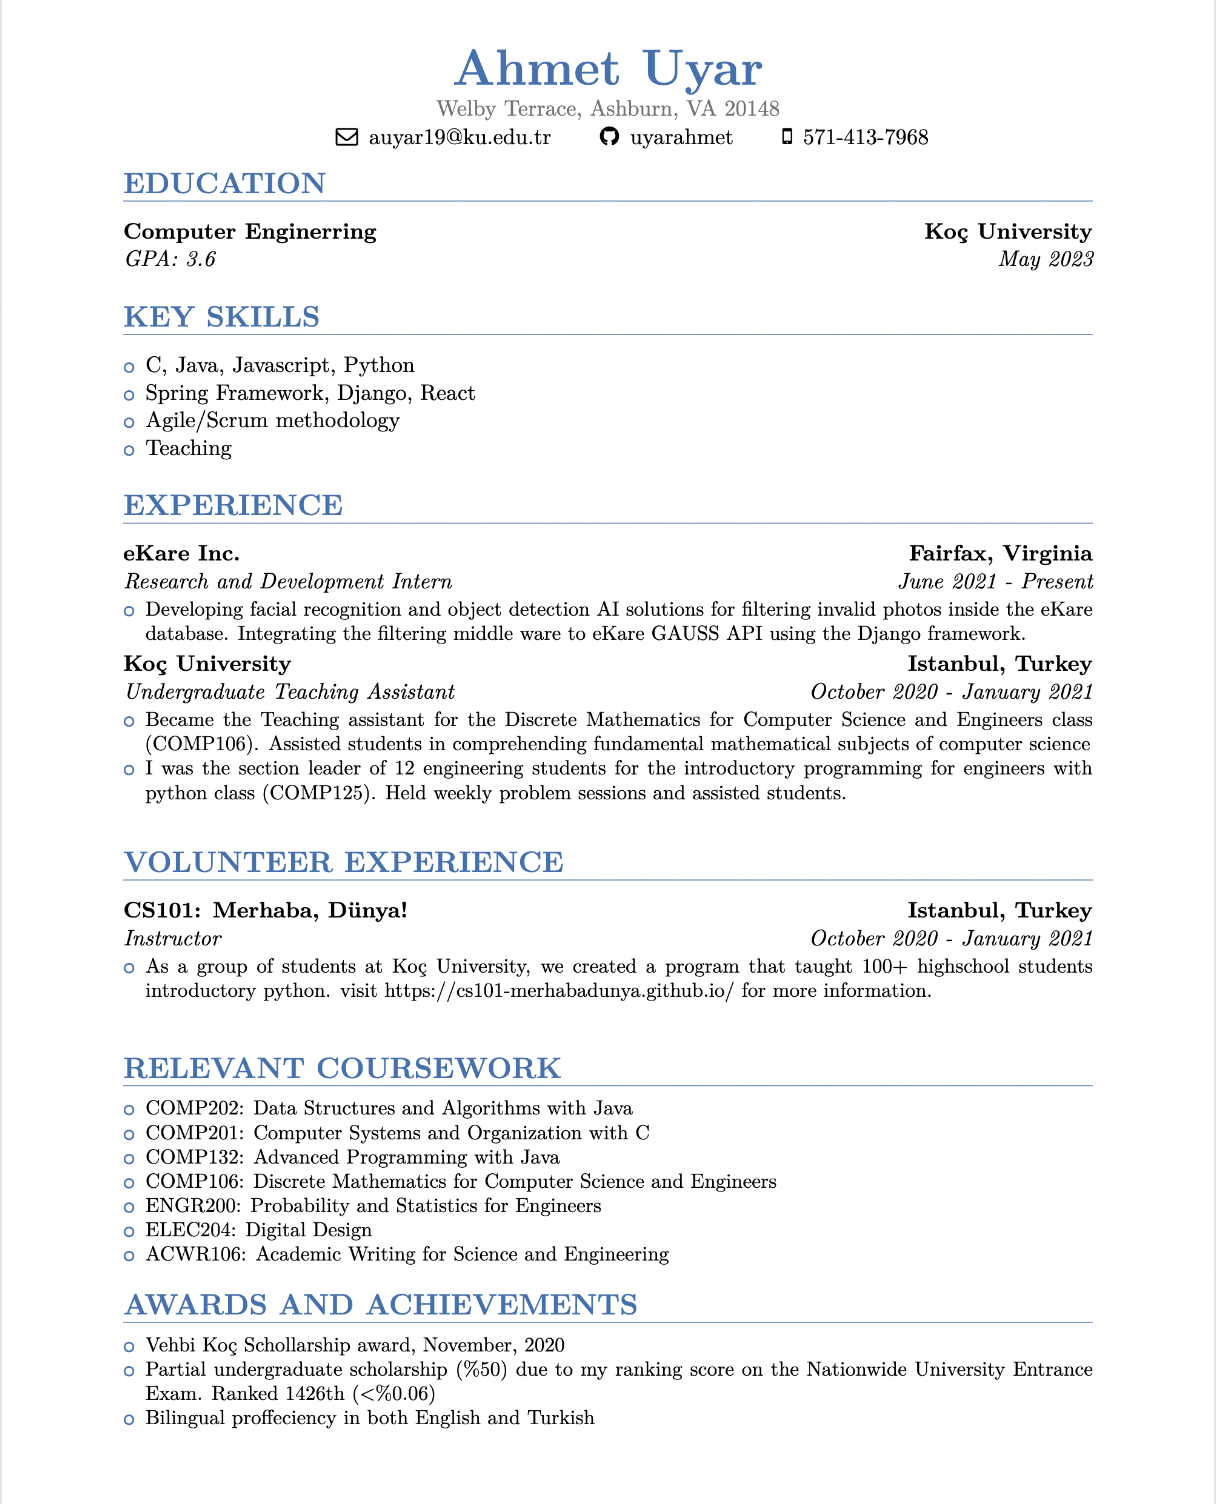 Ahmet Uyar
Welby Terrace, Ashburn, VA 20148
auyar19@ku.edu.tr uyarahmet 571-413-7968
EDUCATION
Computer Enginerring Koç University
GPA: 3.6 May 2023
KEY SKILLS
C, Java, Javascript, Python
Spring Framework, Django, React
Agile/Scrum methodology
Teaching
EXPERIENCE
eKare Inc. Fairfax, Virginia
Research and Development Intern June 2021 - Present
Developing facial recognition and object detection AI solutions for filtering invalid photos inside the eKare
database. Integrating the filtering middle ware to eKare GAUSS API using the Django framework.
Koç University Istanbul, Turkey
Undergraduate Teaching Assistant October 2020 - January 2021
Became the Teaching assistant for the Discrete Mathematics for Computer Science and Engineers class
(COMP106). Assisted students in comprehending fundamental mathematical subjects of computer science
I was the section leader of 12 engineering students for the introductory programming for engineers with
python class (COMP125). Held weekly problem sessions and assisted students.
VOLUNTEER EXPERIENCE
CS101: Merhaba, Dünya! Istanbul, Turkey
Instructor October 2020 - January 2021
As a group of students at Koç University, we created a program that taught 100+ highschool students
introductory python. visit https://cs101-merhabadunya.github.io/ for more information.
RELEVANT COURSEWORK
COMP202: Data Structures and Algorithms with Java
COMP201: Computer Systems and Organization with C
COMP132: Advanced Programming with Java
COMP106: Discrete Mathematics for Computer Science and Engineers
ENGR200: Probability and Statistics for Engineers
ELEC204: Digital Design
ACWR106: Academic Writing for Science and Engineering
AWARDS AND ACHIEVEMENTS
Vehbi Koç Schollarship award, November, 2020
Partial undergraduate scholarship (%50) due to my ranking score on the Nationwide University Entrance
Exam. Ranked 1426th (<%0.06)
Bilingual proffeciency in both English and Turkish